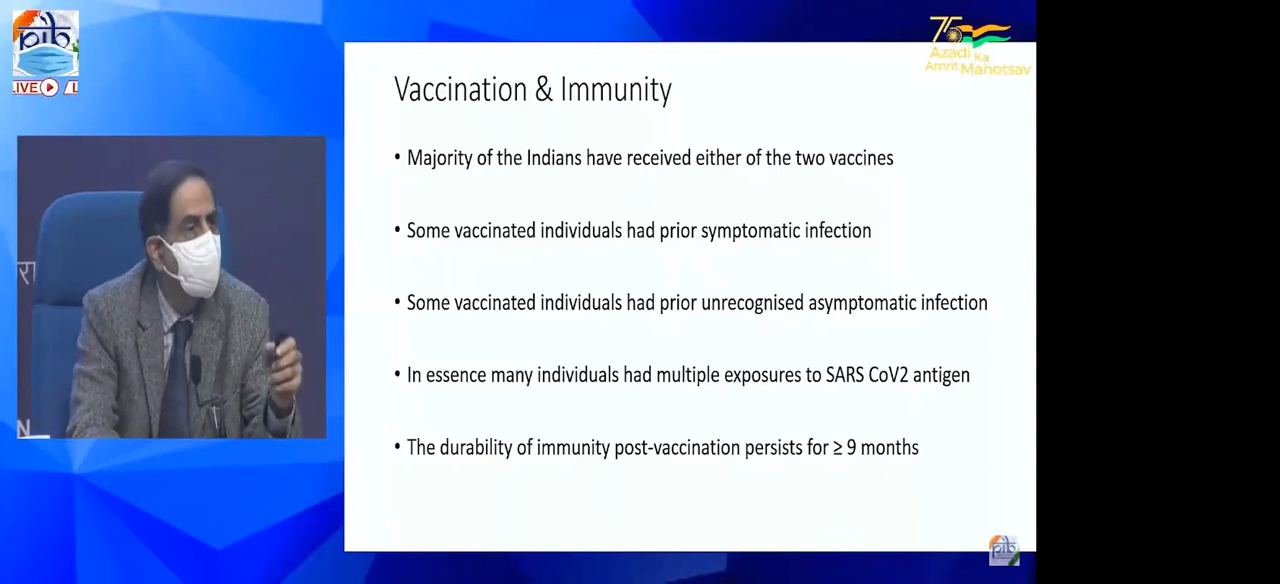 pib
LIVE
75
Azadi Ka
Amrit Mahotsav
Vaccination & Immunity
• Majority of the Indians have received either of the two vaccines
• Some vaccinated individuals had prior symptomatic infection
• Some vaccinated individuals had prior unrecognised asymptomatic infection
• In essence many individuals had multiple exposures to SARS CoV2 antigen
• The durability of immunity post-vaccination persists for ≥ 9 months
रा
N
pib